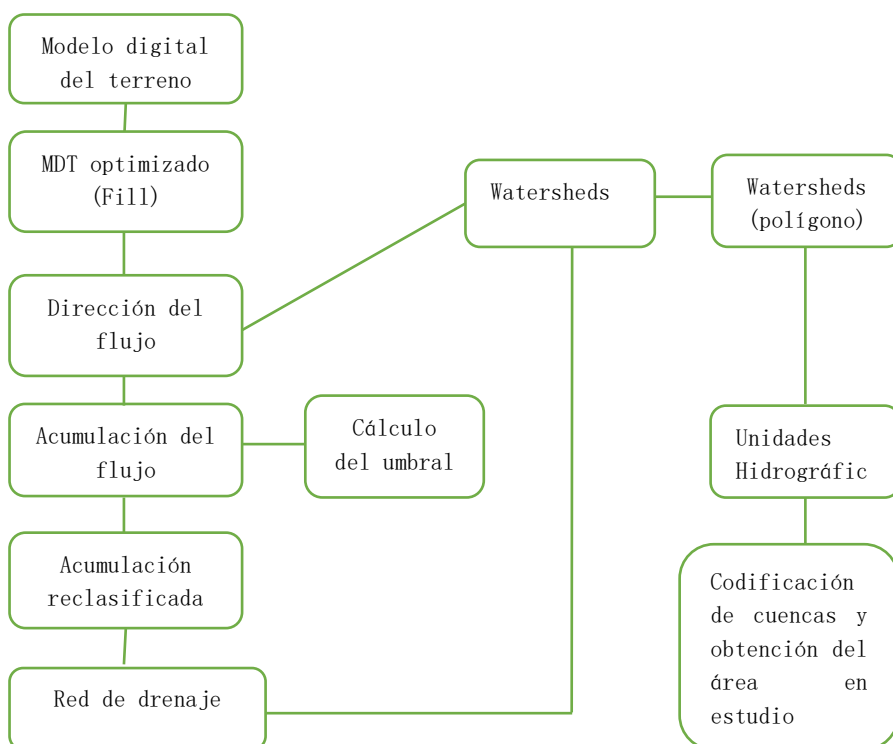 Modelo digital
del terreno
MDT optimizado
(Fill)
Dirección del
flujo
Acumulación del
flujo
Acumulación
reclasificada
Red de drenaje
Cálculo
del umbral
Watersheds
Watersheds
(polígono)
Unidades
Hidrográfic
Codificación
de cuencas y
obtención del
área en
estudio